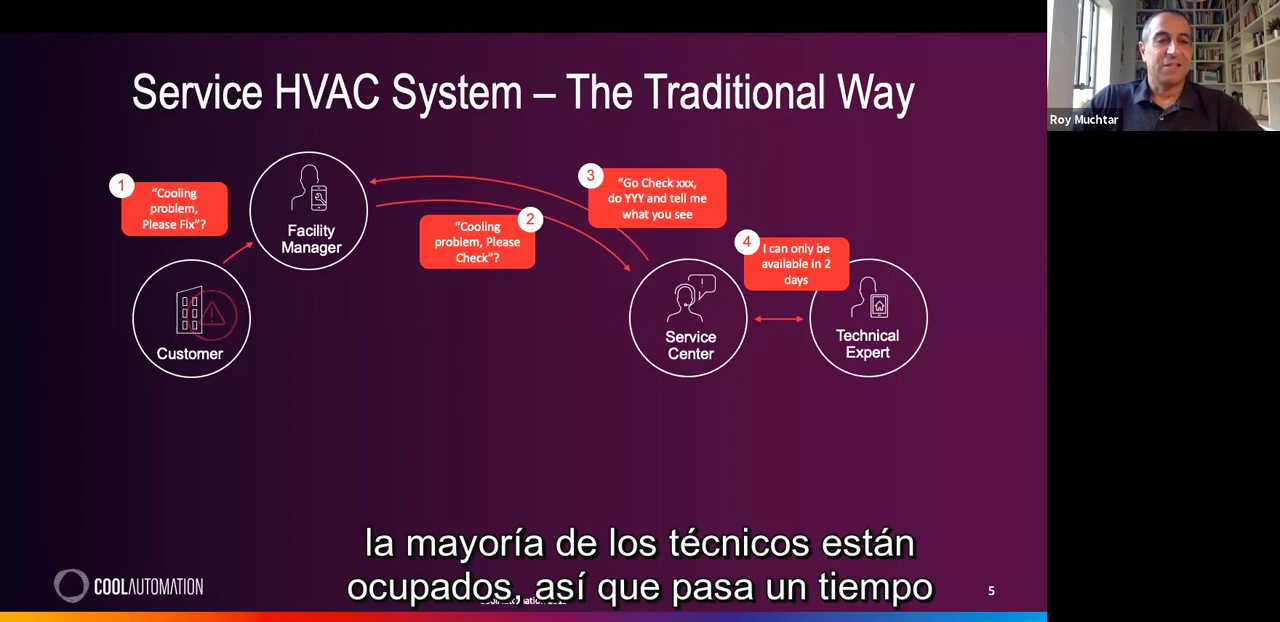 Service HVAC System – The Traditional Way
Roy Muchtar
1
“Cooling
problem,
Please Fix”?
Facility
Manager
2
“Cooling
problem, Please
Check”?
3
“Go Check xxx,
do YYY and tell me
what you see
4
I can only be
available in 2
days
Customer
Service
Center
Technical
Expert
la mayoría de los técnicos están
ocupados, así que pasa un tiempo
COOLAUTOMATION
5